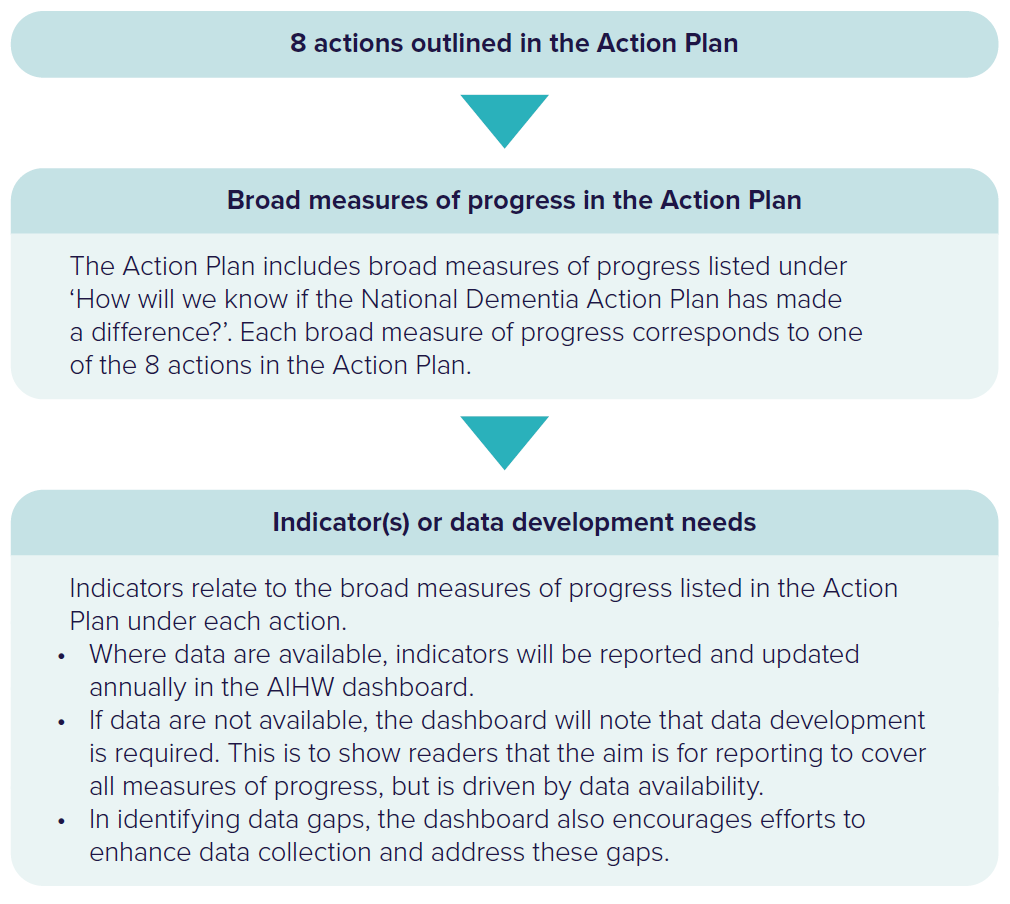 8 actions outlined in the Action Plan
Broad measures of progress in the Action Plan
The Action Plan includes broad measures of progress listed under
‘How will we know if the National Dementia Action Plan has made
a difference?’. Each broad measure of progress corresponds to one
of the 8 actions in the Action Plan.
Indicator(s) or data development needs
Indicators relate to the broad measures of progress listed in the Action
Plan under each action.
• Where data are available, indicators will be reported and updated
annually in the AIHW dashboard.
• If data are not available, the dashboard will note that data development
is required. This is to show readers that the aim is for reporting to cover
all measures of progress, but is driven by data availability.
• In identifying data gaps, the dashboard also encourages efforts to
enhance data collection and address these gaps.